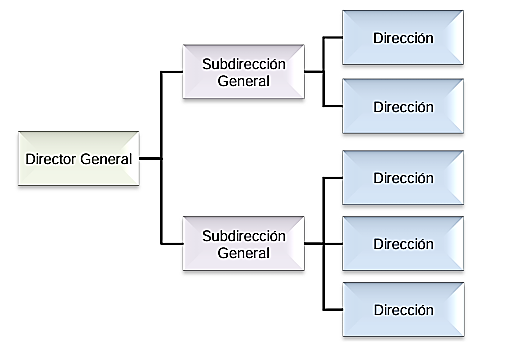 Director General
Subdirección
General
Dirección
Dirección
Subdirección
General
Dirección
Dirección
Dirección